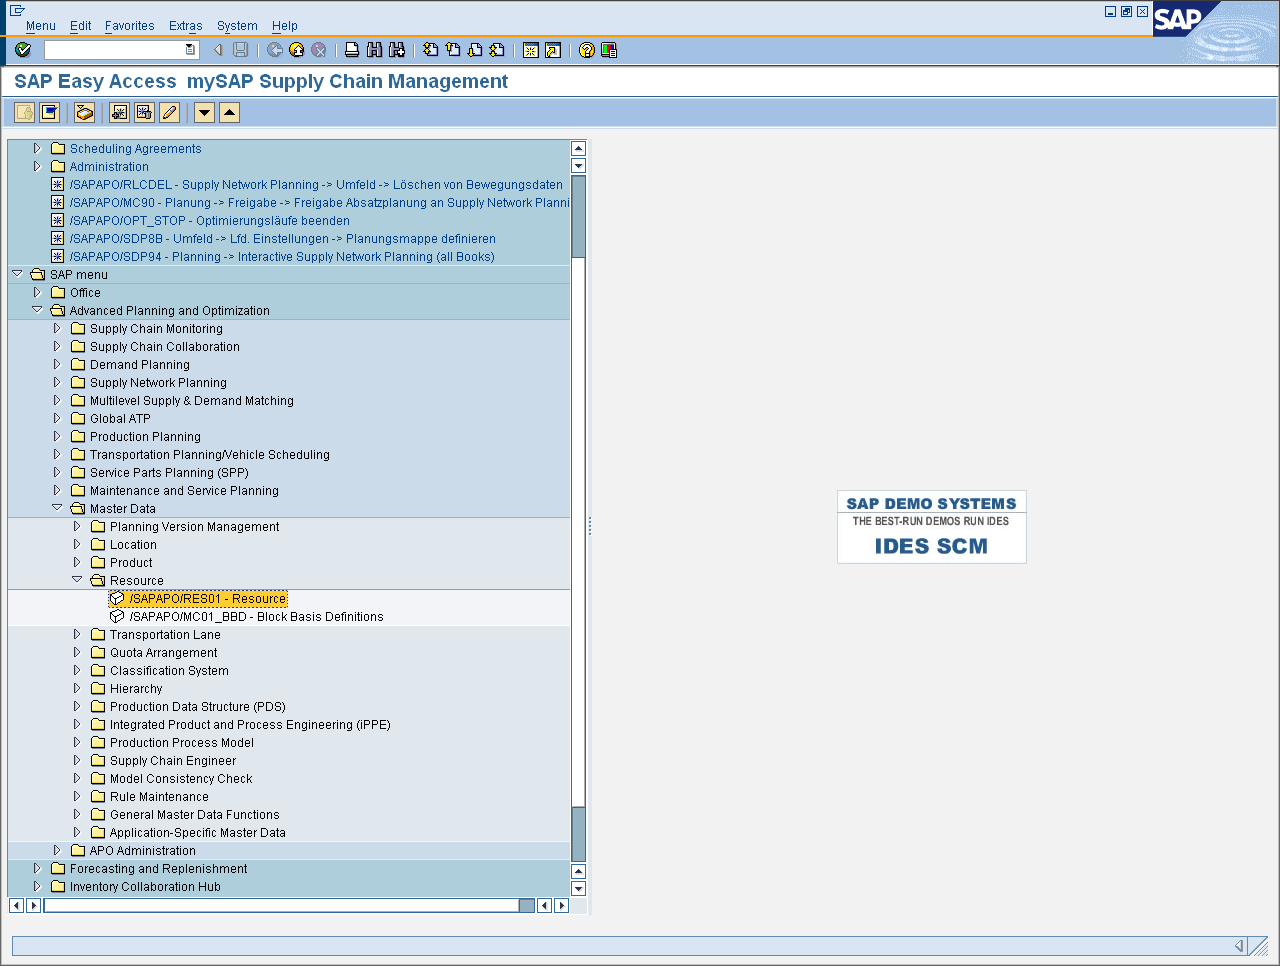 Menu Edit Favorites Extras System Help
SAP
SAP Easy Access mySAP Supply Chain Management
Scheduling Agreements
Administration
/SAPAPO/RLCDEL - Supply Network Planning -> Umfeld -> Löschen von Bewegungsdaten
/SAPAPO/MC90 - Planung -> Freigabe -> Freigabe Absatzplanung an Supply Network Planni
/SAPAPO/OPT_STOP - Optimierungsläufe beenden
/SAPAPO/SDP8B - Umfeld -> Lfd. Einstellungen -> Planungsmappe definieren
/SAPAPO/SDP94 - Planning -> Interactive Supply Network Planning (all Books)
SAP menu
Office
Advanced Planning and Optimization
Supply Chain Monitoring
Supply Chain Collaboration
Demand Planning
Supply Network Planning
Multilevel Supply & Demand Matching
Global ATP
Production Planning
Transportation Planning/Vehicle Scheduling
Service Parts Planning (SPP)
Maintenance and Service Planning
Master Data
Planning Version Management
Location
Product
Resource
/SAPAPO/RES01 - Resource
/SAPAPO/MC01_BBD - Block Basis Definitions
Transportation Lane
Quota Arrangement
Classification System
Hierarchy
Production Data Structure (PDS)
Integrated Product and Process Engineering (iPPE)
Production Process Model
Supply Chain Engineer
Model Consistency Check
Rule Maintenance
General Master Data Functions
Application-Specific Master Data
APO Administration
Forecasting and Replenishment
Inventory Collaboration Hub
SAP DEMO SYSTEMS
THE BEST-RUN DEMOS RUN IDES
IDES SCM